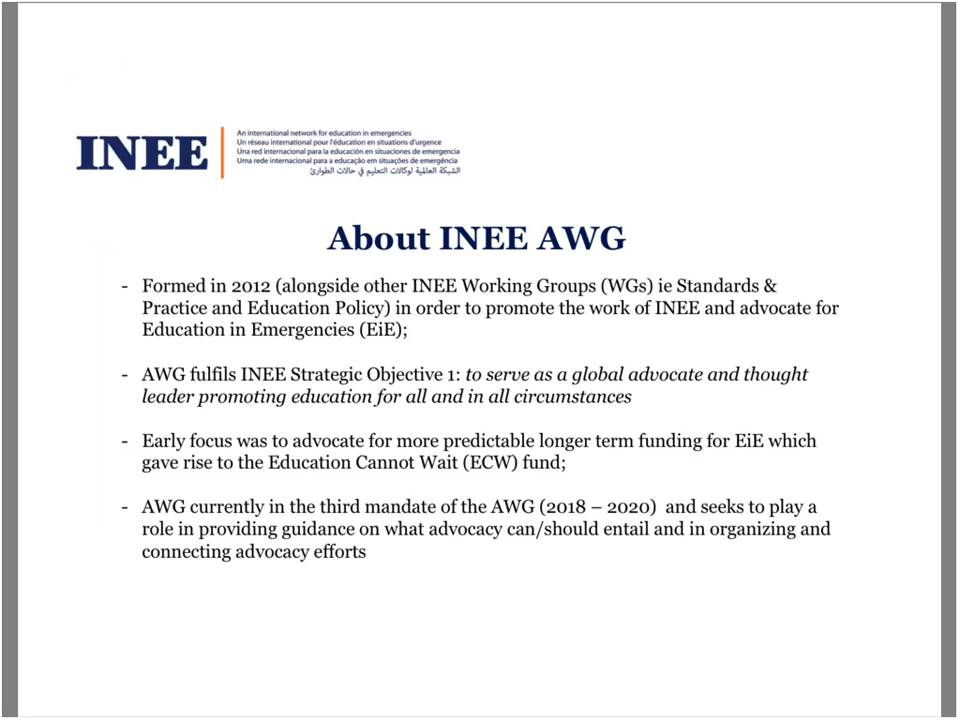 INEE
An international network for education in emergencies
Un réseau international pour l'éducation en situations d'urgence
Una red internacional para la educación en situaciones de emergencia
Uma rede internacional para a educação em situações de emergência
الشبكة العالمية لوكالات التعليم في حالات الطوارئ
About INEE AWG
- Formed in 2012 (alongside other INEE Working Groups (WGs) ie Standards &
Practice and Education Policy) in order to promote the work of INEE and advocate for
Education in Emergencies (EiE);
- AWG fulfils INEE Strategic Objective 1: to serve as a global advocate and thought
leader promoting education for all and in all circumstances
- Early focus was to advocate for more predictable longer term funding for EiE which
gave rise to the Education Cannot Wait (ECW) fund;
- AWG currently in the third mandate of the AWG (2018 – 2020) and seeks to play a
role in providing guidance on what advocacy can/should entail and in organizing and
connecting advocacy efforts